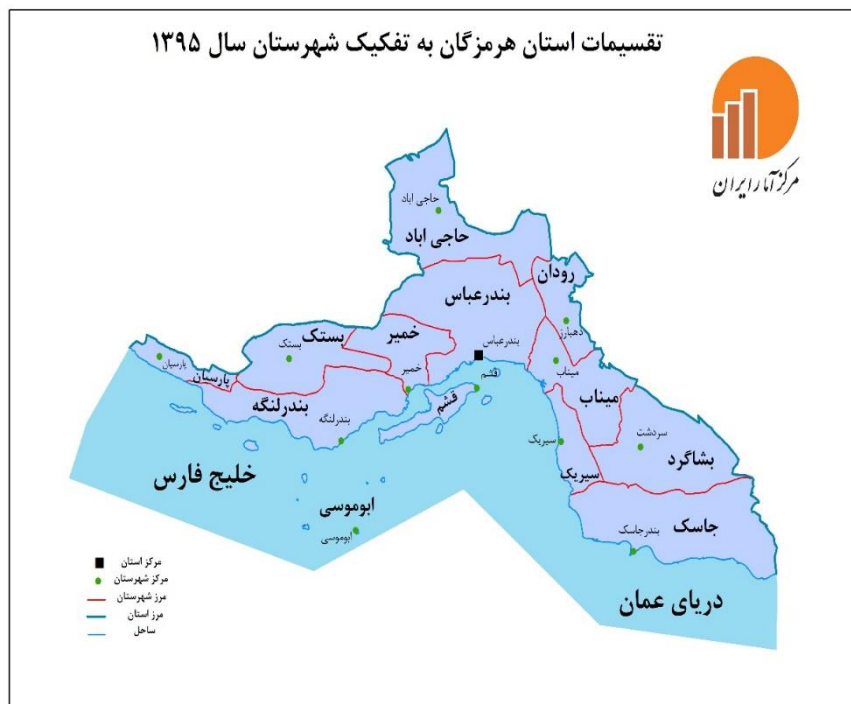 تقسیمات استان هرمزگان به تفکیک شهرستان سال ۱۳۹۵
مرکز آمار ایران
حاجی اباد
حاجی اباد
رودان
بندرعباس
دهبارز
خمیر
بستک
بندرعباس
بستک
پارسیان
میناب
قشم
خمیر
پارسیان
میناب
قشم
بندرلنگه
بندرلنگه
سیریک
سردشت
بشاگرد
سیریک
خلیج فارس
ابوموسی
جاسک
بندرجاسک
ابوموسی
دریای عمان
مرکز استان
مرکز شهرستان
مرز شهرستان
مرز استان
ساحل